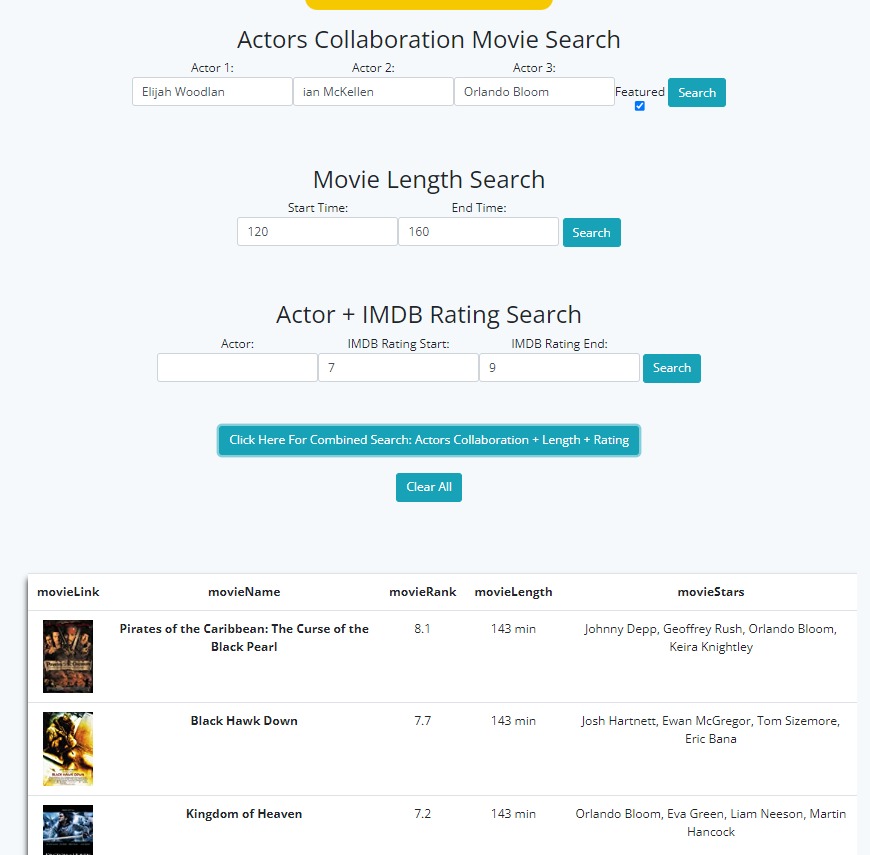 Actors Collaboration Movie Search
Actor 1: Actor 2: Actor 3:
Elijah Woodlan ian McKellen Orlando Bloom Featured Search
Movie Length Search
Start Time: End Time:
120 160 Search
Actor + IMDB Rating Search
Actor: IMDB Rating Start: IMDB Rating End:
7 9 Search
Click Here For Combined Search: Actors Collaboration + Length + Rating
Clear All
movieLink movieName movieRank movieLength movieStars
Pirates of the Caribbean: The Curse of the 8.1 143 min Johnny Depp, Geoffrey Rush, Orlando Bloom,
Black Pearl Keira Knightley
Black Hawk Down 7.7 143 min Josh Hartnett, Ewan McGregor, Tom Sizemore,
Eric Bana
BLACK HAWK DOWN
Kingdom of Heaven 7.2 143 min Orlando Bloom, Eva Green, Liam Neeson, Martin
Hancock